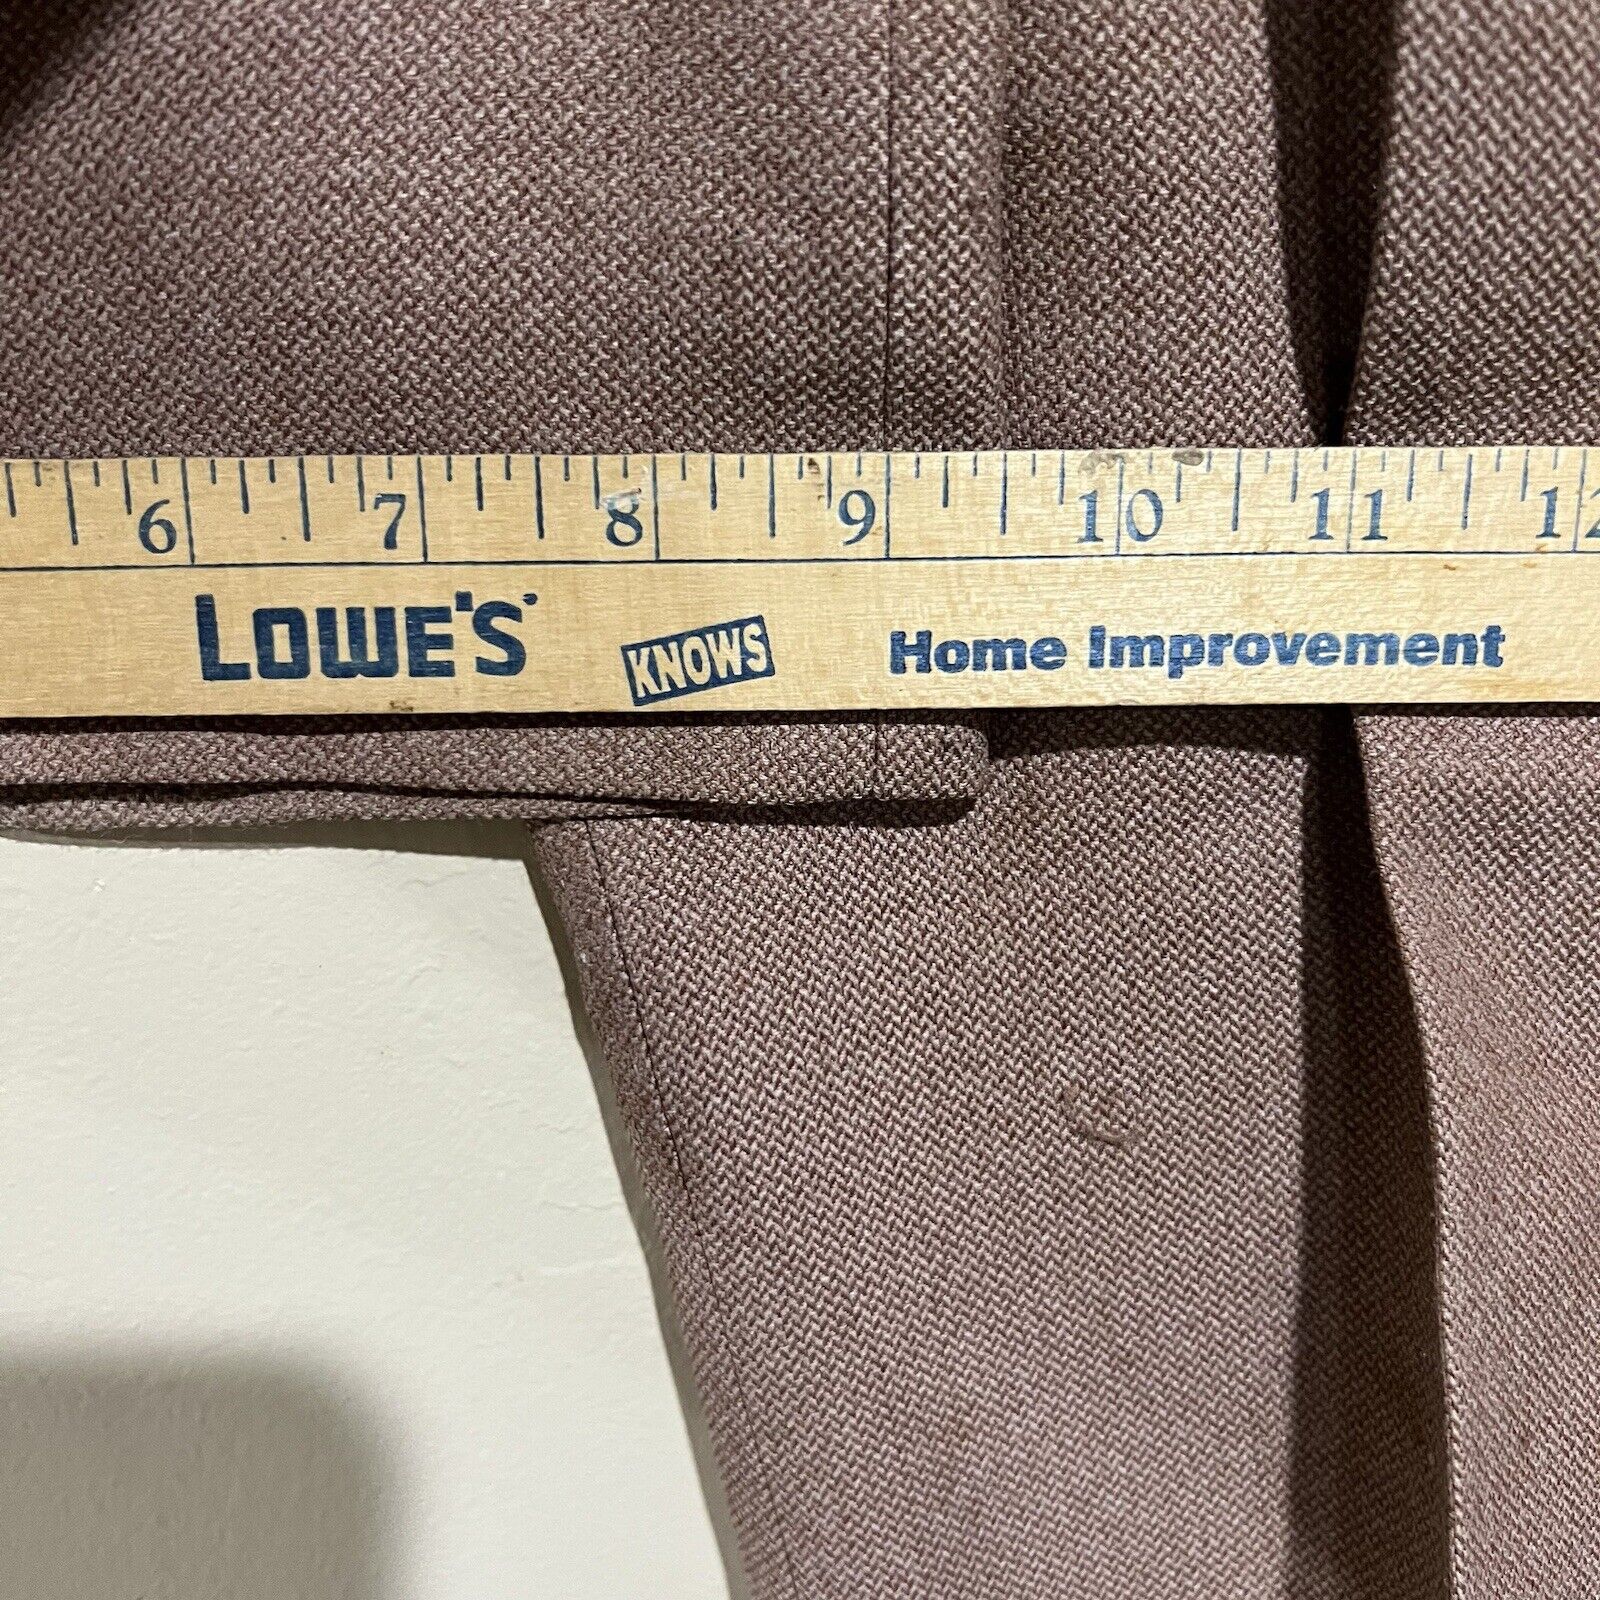 6 7 8 9 10 11 12
LOWE'S KNOWS Home Improvement